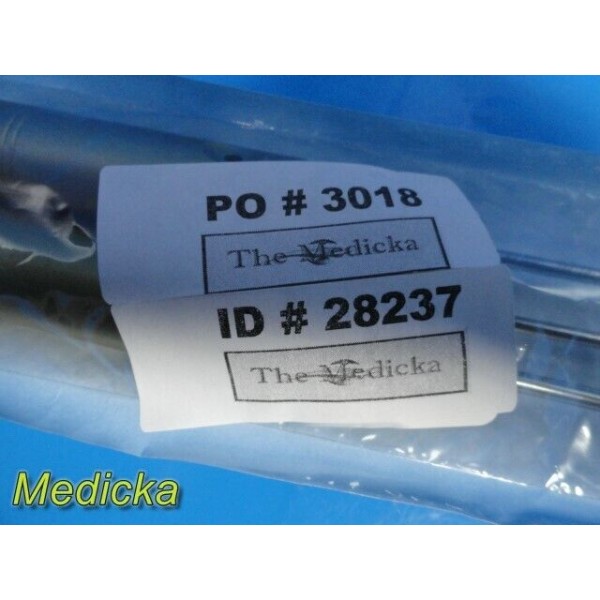 PO # 3018
The Medicka
ID # 28237
The Medicka
Medicka